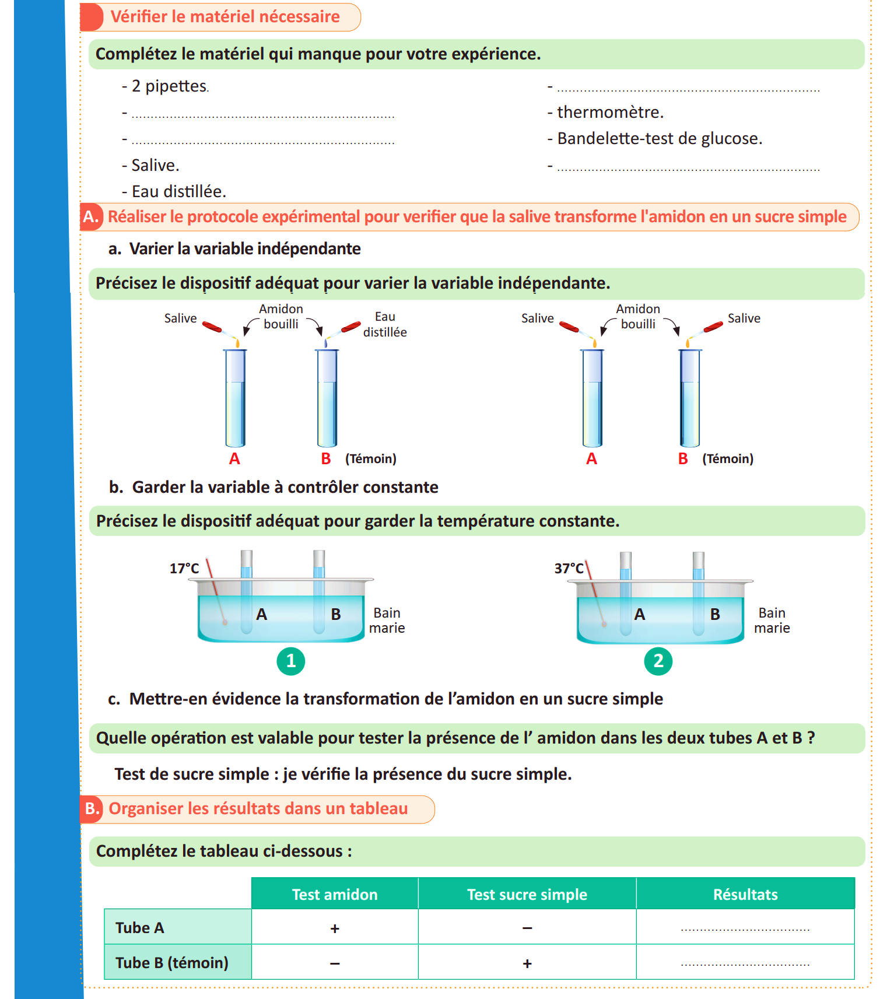 Vérifier le matériel nécessaire
Complétez le matériel qui manque pour votre expérience.
- 2 pipettes.
- ....................................................................
- ....................................................................
- Salive.
- Eau distillée.
- ....................................................................
- thermomètre.
- Bandelette-test de glucose.
- ....................................................................
A. Réaliser le protocole expérimental pour verifier que la salive transforme l'amidon en un sucre simple
a. Varier la variable indépendante
Précisez le dispositif adéquat pour varier la variable indépendante.
Salive
Amidon
bouilli
Eau
distillée
A
B (Témoin)
Salive
Amidon
bouilli
Salive
A
B (Témoin)
b. Garder la variable à contrôler constante
Précisez le dispositif adéquat pour garder la température constante.
17°C
A
B
Bain
marie
1
37°C
A
B
Bain
marie
2
c. Mettre-en évidence la transformation de l’amidon en un sucre simple
Quelle opération est valable pour tester la présence de l’ amidon dans les deux tubes A et B ?
Test de sucre simple : je vérifie la présence du sucre simple.
B. Organiser les résultats dans un tableau
Complétez le tableau ci-dessous :
Test amidon Test sucre simple Résultats
Tube A + – ..................................
Tube B (témoin) – + ..................................